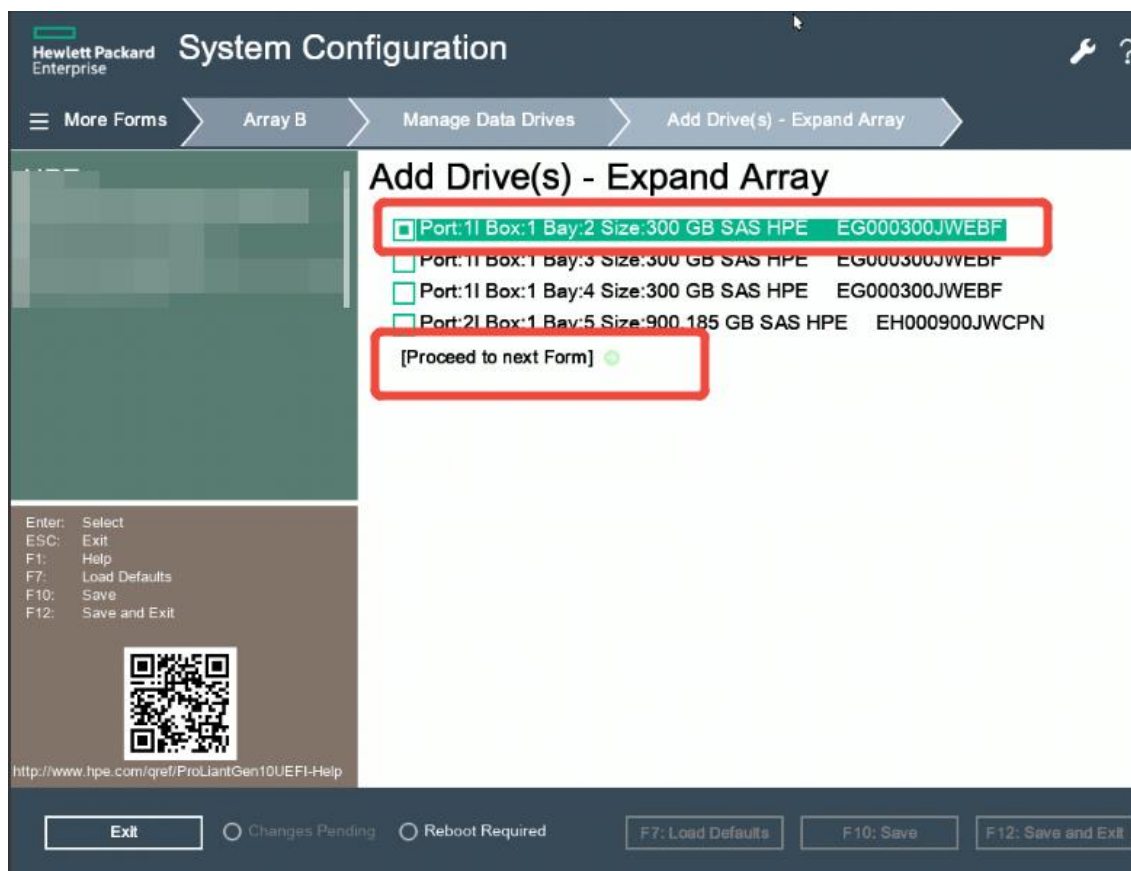 Hewlett Packard
Enterprise
System Configuration
?
More Forms
Array B
Manage Data Drives
Add Drive(s) - Expand Array
Add Drive(s) - Expand Array
Port:1I Box:1 Bay:2 Size:300 GB SAS HPE EG000300JWEBF
Port:1I Box:1 Bay:3 Size:300 GB SAS HPE EG000300JWEBF
Port:1I Box:1 Bay:4 Size:300 GB SAS HPE EG000300JWEBF
Port:2I Box:1 Bay:5 Size:900.185 GB SAS HPE EH000900JWCPN
[Proceed to next Form]
Enter: Select
ESC: Exit
F1: Help
F7: Load Defaults
F10: Save
F12: Save and Exit
http://www.hpe.com/qref/ProLiantGen10UEFI-Help
Exit
Changes Pending
Reboot Required
F7: Load Defaults
F10: Save
F12: Save and Exit